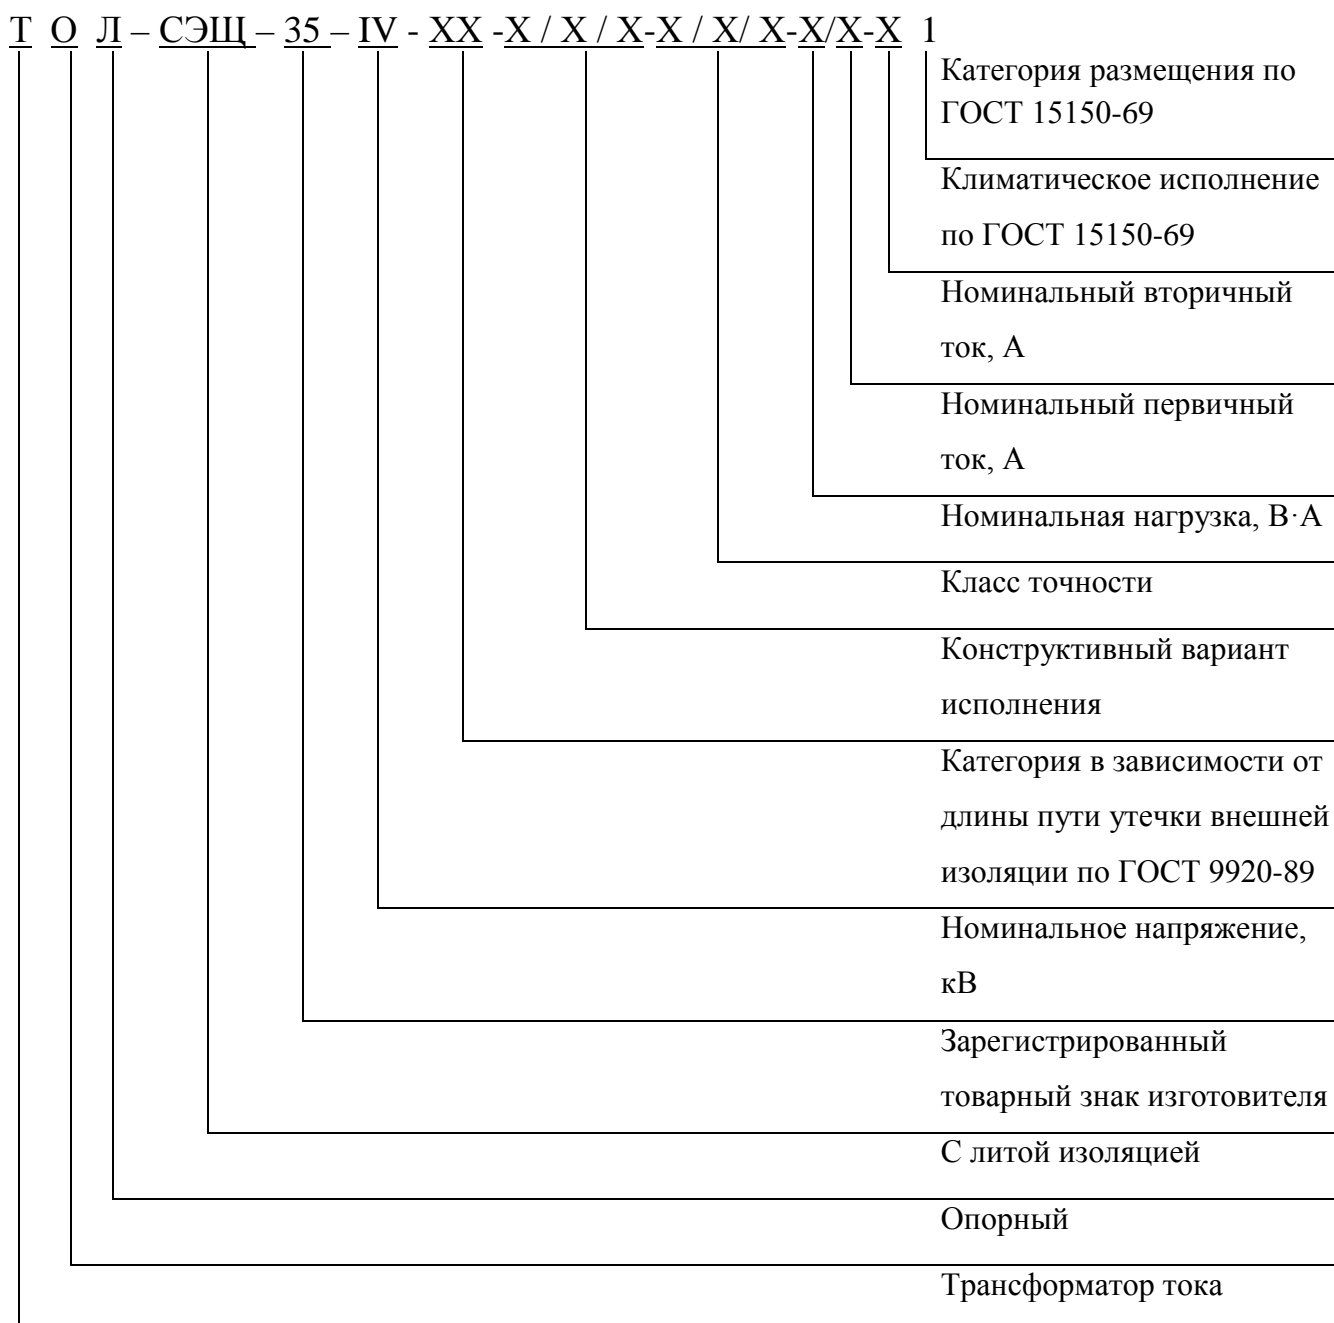 Т О Л – СЭЩ – 35 – IV - ХХ -Х / Х / Х-Х / Х/ Х-Х/Х-Х 1
Категория размещения по
ГОСТ 15150-69
Климатическое исполнение
по ГОСТ 15150-69
Номинальный вторичный
ток, А
Номинальный первичный
ток, А
Номинальная нагрузка, В·А
Класс точности
Конструктивный вариант
исполнения
Категория в зависимости от
длины пути утечки внешней
изоляции по ГОСТ 9920-89
Номинальное напряжение,
кВ
Зарегистрированный
товарный знак изготовителя
С литой изоляцией
Опорный
Трансформатор тока